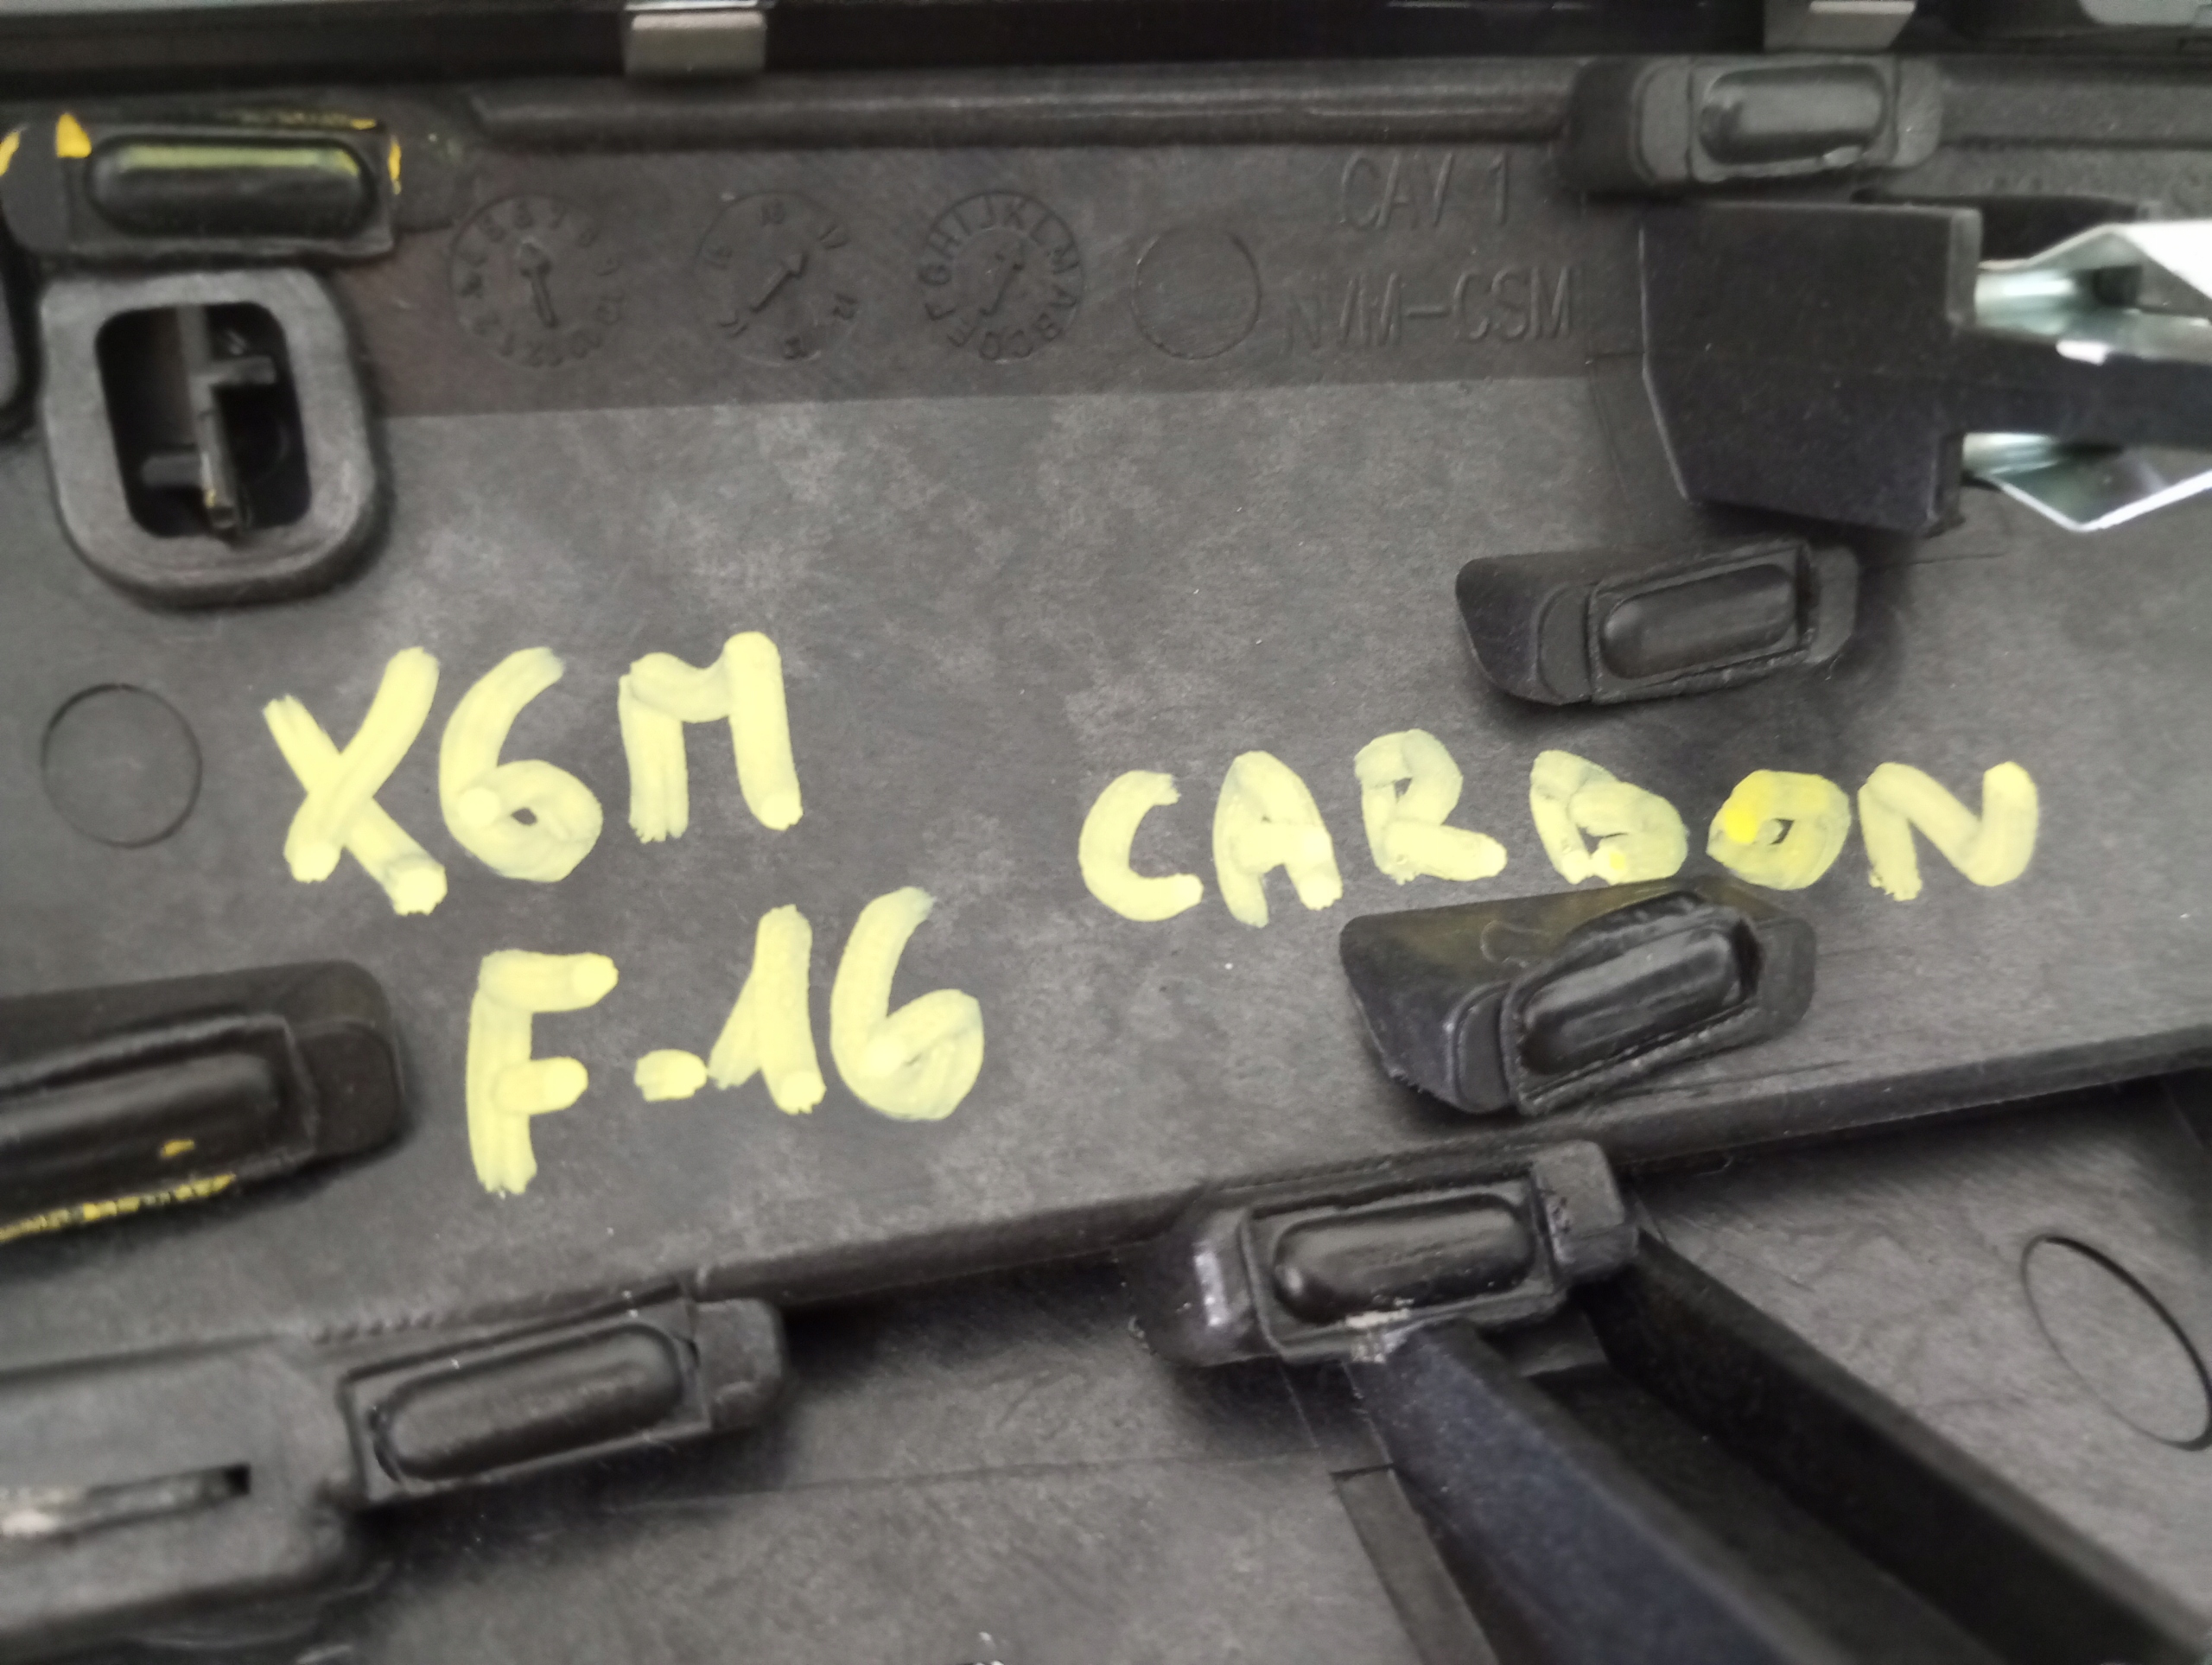 CAV 1
NVM-CSM
X6M CARBON
F-16